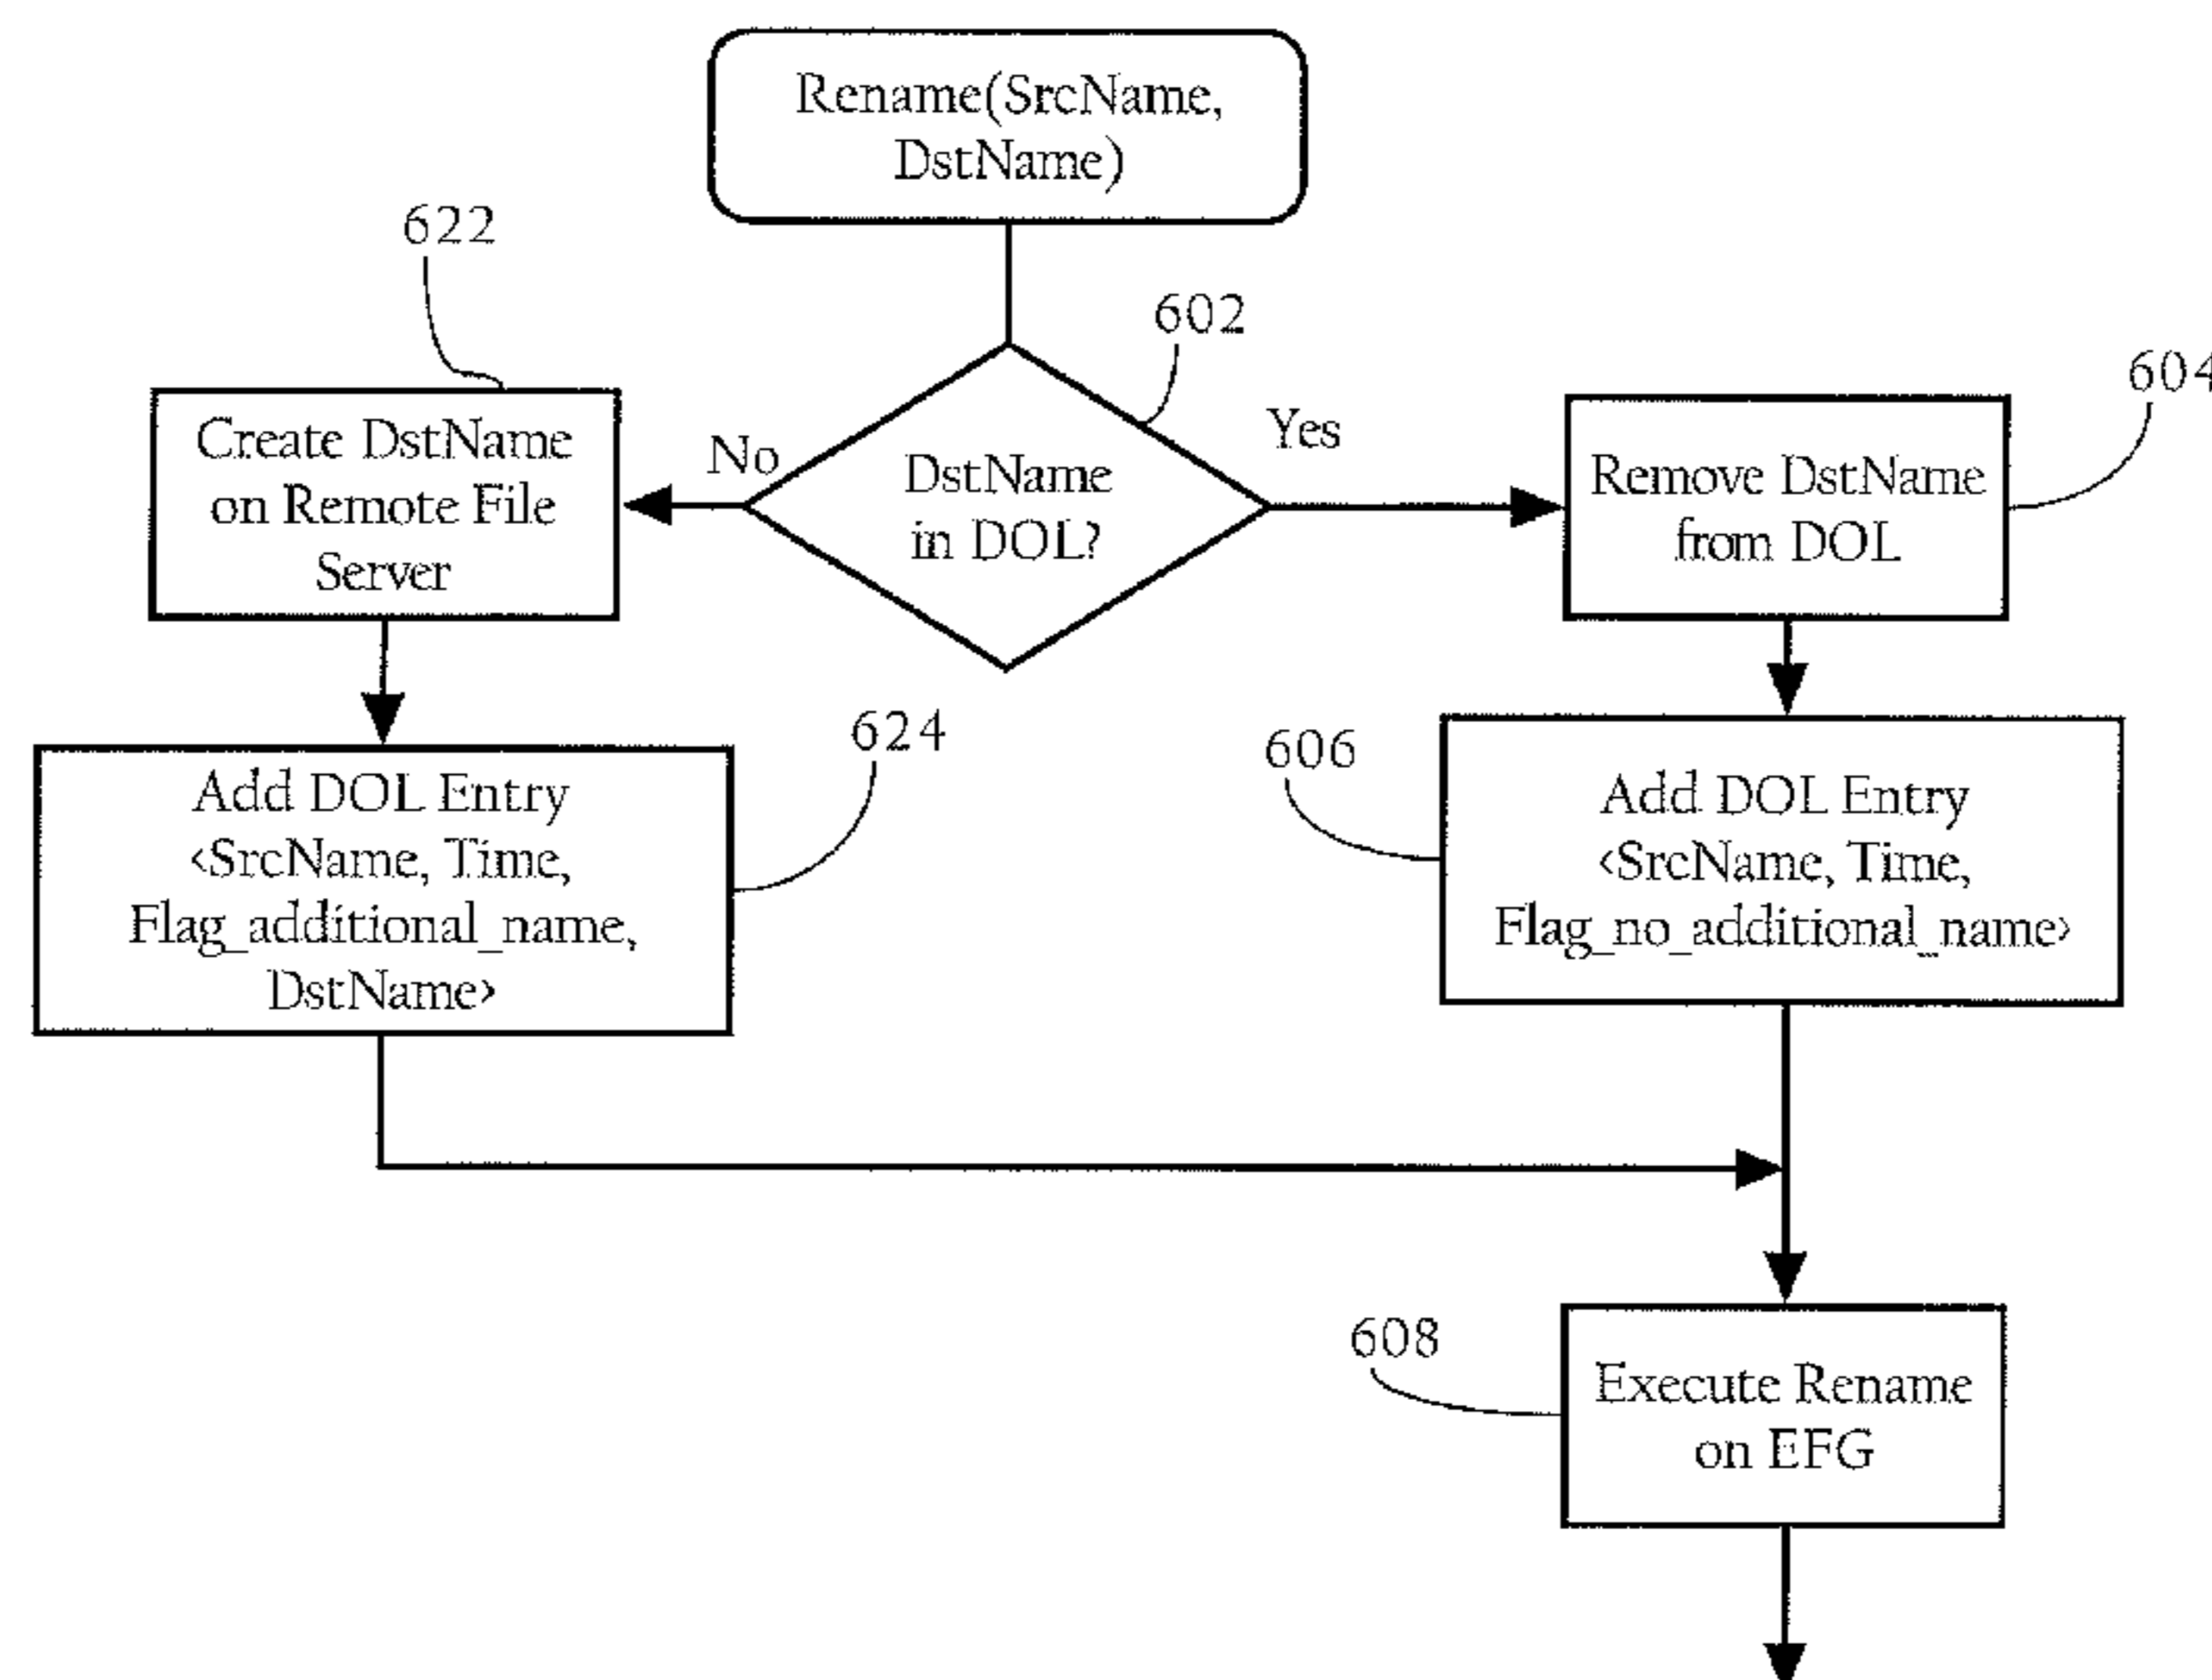 Rename(SrcName,
DstName)
622
602
604
Create DstName
on Remote File
Server
No
DstName
in DOL?
Yes
Remove DstName
from DOL
624
606
Add DOL Entry
<SrcName, Time,
Flag_additional_name,
DstName>
Add DOL Entry
<SrcName, Time,
Flag_no_additional_name>
608
Execute Rename
on EFG